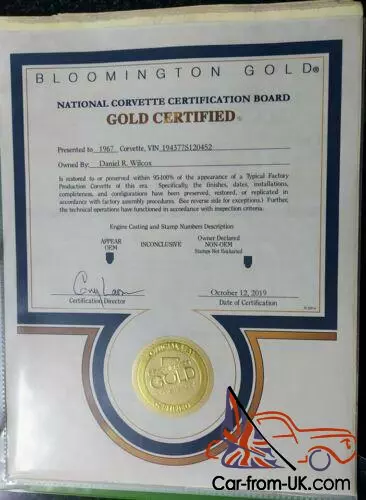 BLOOMINGTON GOLD®
NATIONAL CORVETTE CERTIFICATION BOARD
GOLD CERTIFIED®
Presented to 1967 Corvette, VIN 194377S120452
Owned By: Daniel R. Wilcox
Is restored to or preserved within 95-100% of the appearance of a Typical Factory
Production Corvette of this era. Specifically, the finishes, dates, installations,
completeness, and configurations have been preserved, restored, or replicated in
accordance with factory assembly procedures. (See reverse side for exceptions.) Further,
the technical operations have functioned in accordance with inspection criteria.
Engine Casting and Stamp Numbers Description:
APPEAR
OEM
INCONCLUSIVE
Owner Declared
NON-OEM
Stamps Not Evaluated
October 12, 2019
Certification Director
Date of Certification
GOLD
CERTIFIED
Car-from-UK.com